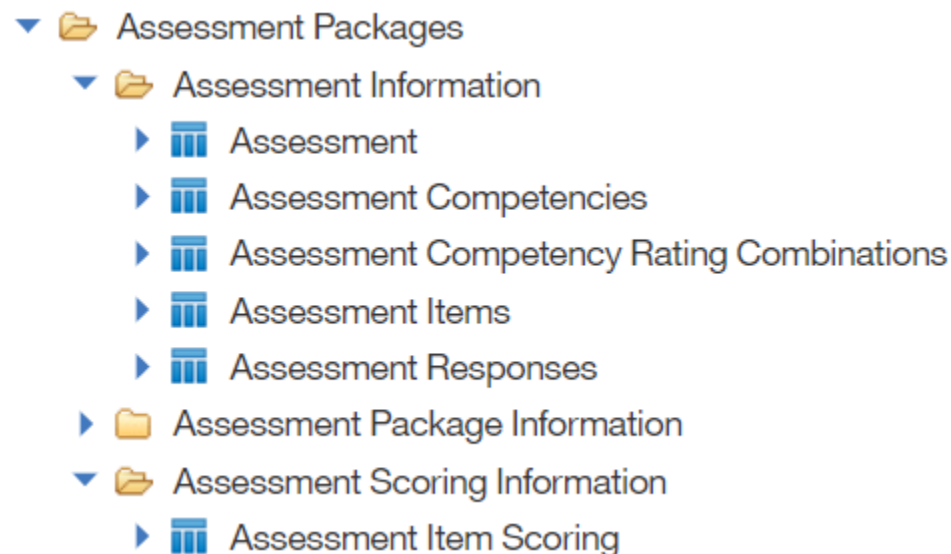 Assessment Packages
Assessment Information
Assessment
Assessment Competencies
Assessment Competency Rating Combinations
Assessment Items
Assessment Responses
Assessment Package Information
Assessment Scoring Information
Assessment Item Scoring